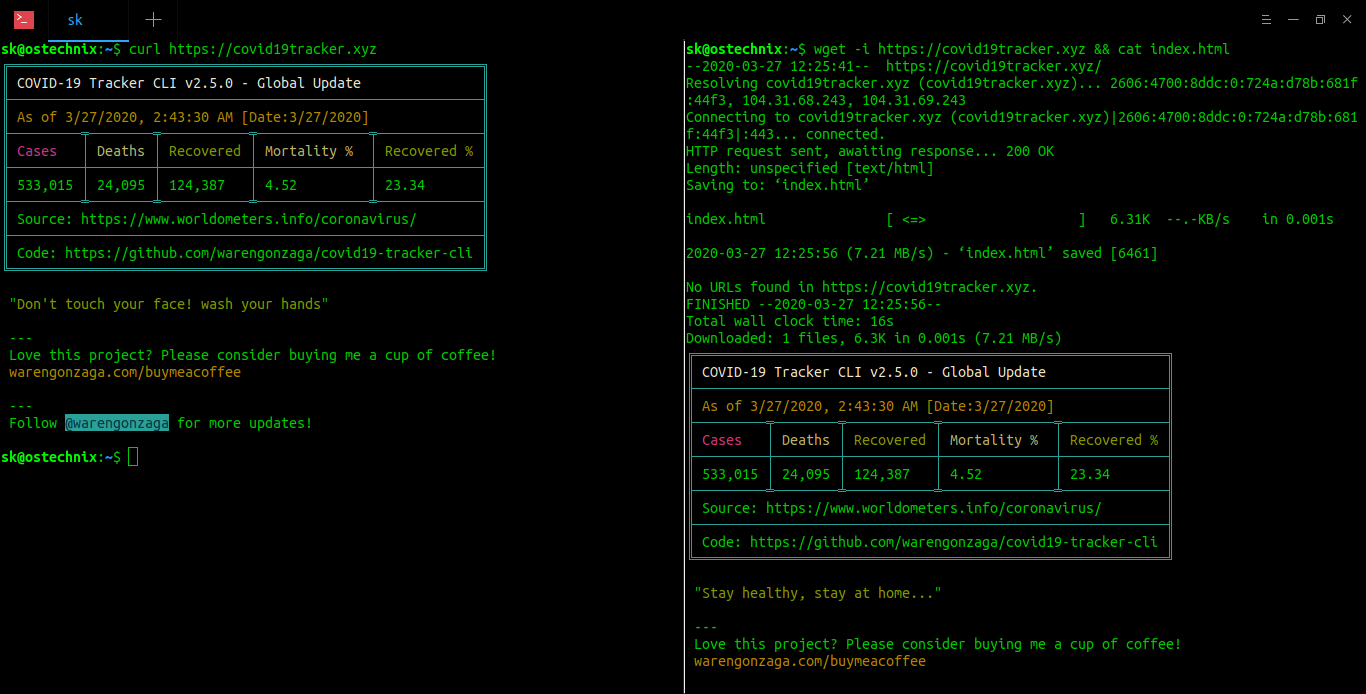 sk
sk@ostechnix:~$ curl https://covid19tracker.xyz
COVID-19 Tracker CLI v2.5.0 - Global Update
As of 3/27/2020, 2:43:30 AM [Date:3/27/2020]
Cases Deaths Recovered Mortality % Recovered %
533,015 24,095 124,387 4.52 23.34
Source: https://www.worldometers.info/coronavirus/
Code: https://github.com/warengonzaga/covid19-tracker-cli
"Don't touch your face! wash your hands"
---
Love this project? Please consider buying me a cup of coffee!
warengonzaga.com/buymeacoffee
---
Follow @warengonzaga for more updates!
sk@ostechnix:~$
sk@ostechnix:~$ wget -i https://covid19tracker.xyz && cat index.html
--2020-03-27 12:25:41--  https://covid19tracker.xyz/
Resolving covid19tracker.xyz (covid19tracker.xyz)... 2606:4700:8ddc:0:724a:d78b:681f
:44f3, 104.31.68.243, 104.31.69.243
Connecting to covid19tracker.xyz (covid19tracker.xyz)|2606:4700:8ddc:0:724a:d78b:681
f:44f3|:443... connected.
HTTP request sent, awaiting response... 200 OK
Length: unspecified [text/html]
Saving to: ‘index.html’
index.html [ <=> ] 6.31K --.-KB/s in 0.001s
2020-03-27 12:25:56 (7.21 MB/s) - ‘index.html’ saved [6461]
No URLs found in https://covid19tracker.xyz.
FINISHED --2020-03-27 12:25:56--
Total wall clock time: 16s
Downloaded: 1 files, 6.3K in 0.001s (7.21 MB/s)
COVID-19 Tracker CLI v2.5.0 - Global Update
As of 3/27/2020, 2:43:30 AM [Date:3/27/2020]
Cases Deaths Recovered Mortality % Recovered %
533,015 24,095 124,387 4.52 23.34
Source: https://www.worldometers.info/coronavirus/
Code: https://github.com/warengonzaga/covid19-tracker-cli
"Stay healthy, stay at home..."
---
Love this project? Please consider buying me a cup of coffee!
warengonzaga.com/buymeacoffee